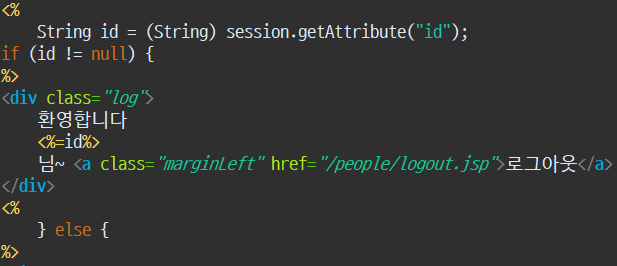 <%
String id = (String) session.getAttribute("id");
if (id != null) {
%>
<div class="log">
환영합니다
<%=id%>
님~ <a class="marginLeft" href="/people/logout.jsp">로그아웃</a>
</div>
<%
} else {
%>